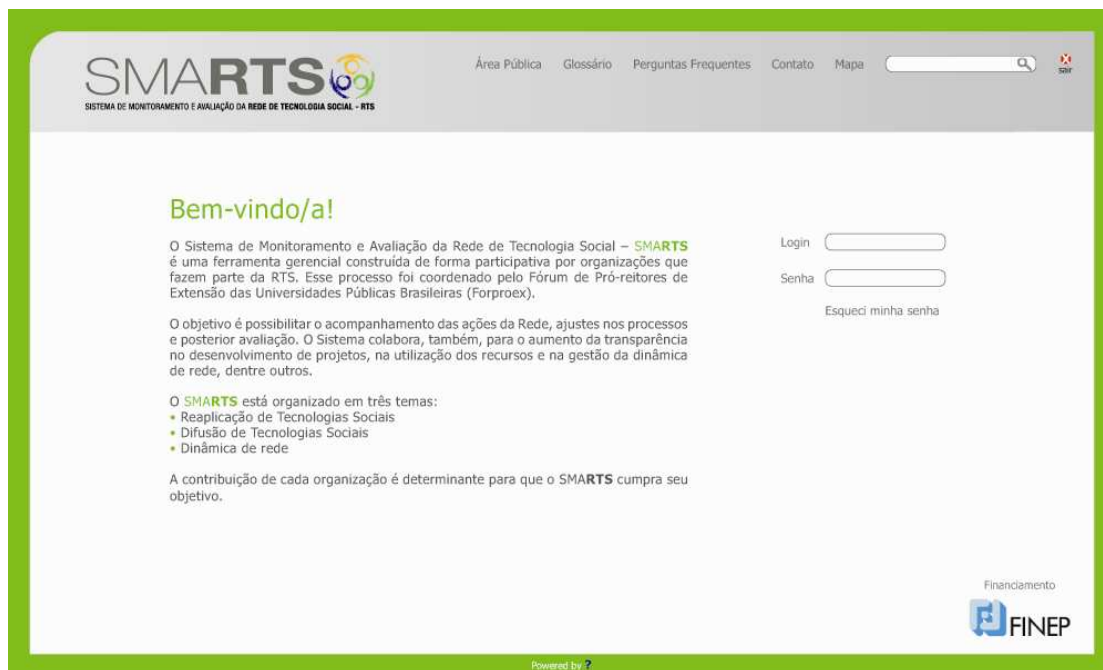 SMARTS
SISTEMA DE MONITORAMENTO E AVALIAÇÃO DA REDE DE TECNOLOGIA SOCIAL - RTS
Área Pública Glossário Perguntas Frequentes Contato Mapa
sair
Bem-vindo/a!
O Sistema de Monitoramento e Avaliação da Rede de Tecnologia Social – SMARTS
é uma ferramenta gerencial construída de forma participativa por organizações que
fazem parte da RTS. Esse processo foi coordenado pelo Fórum de Pró-reitores de
Extensão das Universidades Públicas Brasileiras (Forproex).
O objetivo é possibilitar o acompanhamento das ações da Rede, ajustes nos processos
e posterior avaliação. O Sistema colabora, também, para o aumento da transparência
no desenvolvimento de projetos, na utilização dos recursos e na gestão da dinâmica
de rede, dentre outros.
O SMARTS está organizado em três temas:
• Reaplicação de Tecnologias Sociais
• Difusão de Tecnologias Sociais
• Dinâmica de rede
A contribuição de cada organização é determinante para que o SMARTS cumpra seu
objetivo.
Login
Senha
Esqueci minha senha
Financiamento
FINEP
Powered by ?